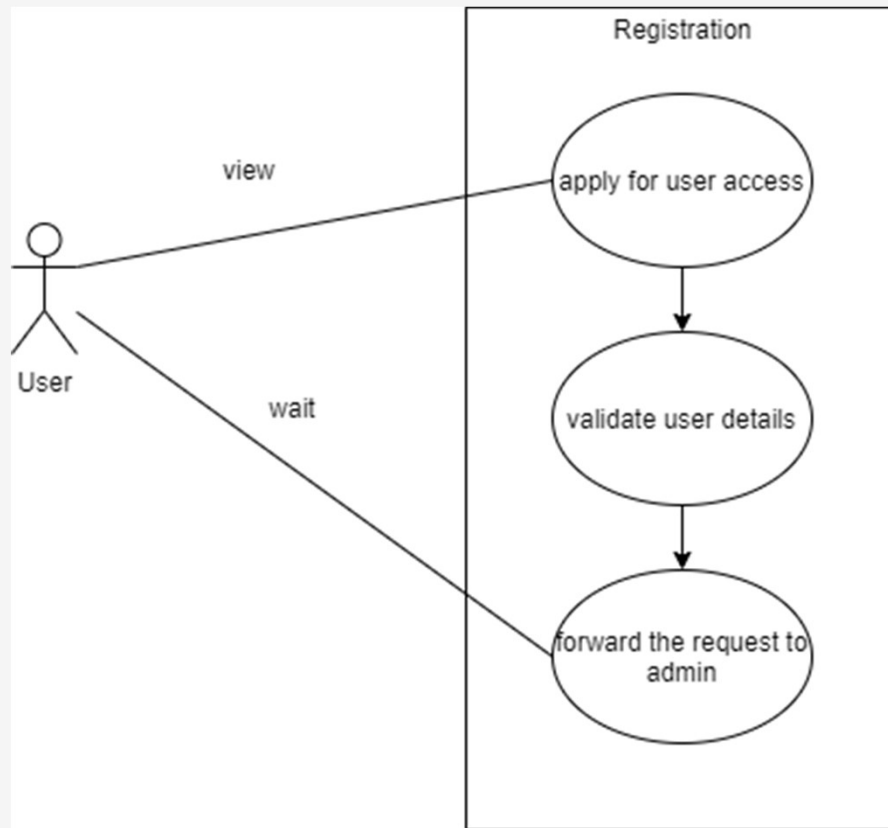 Registration
view
apply for user access
User
wait
validate user details
forward the request to
admin